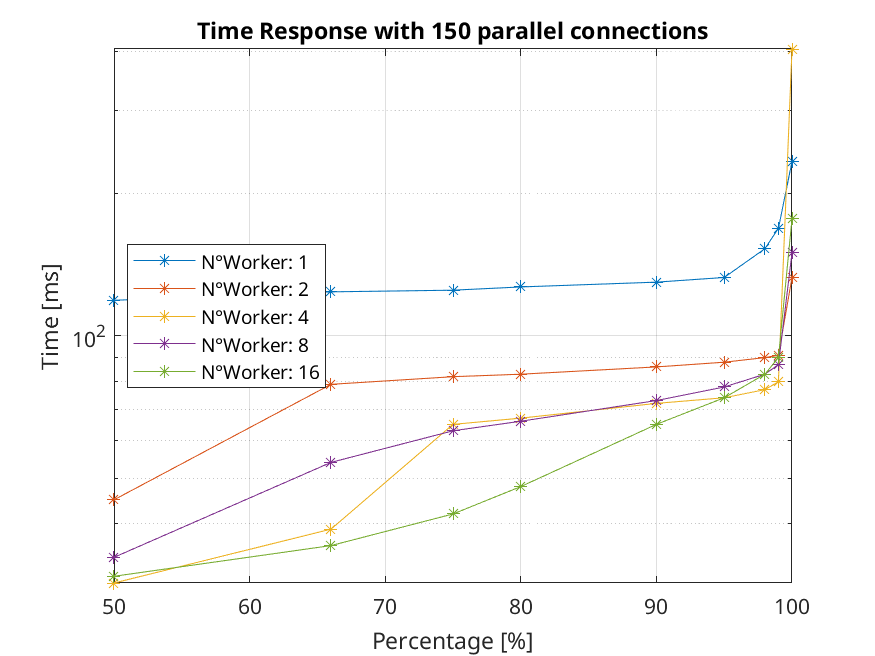 Time Response with 150 parallel connections
Time [ms]
10²
N°Worker: 1
N°Worker: 2
N°Worker: 4
N°Worker: 8
N°Worker: 16
50 60 70 80 90 100
Percentage [%]